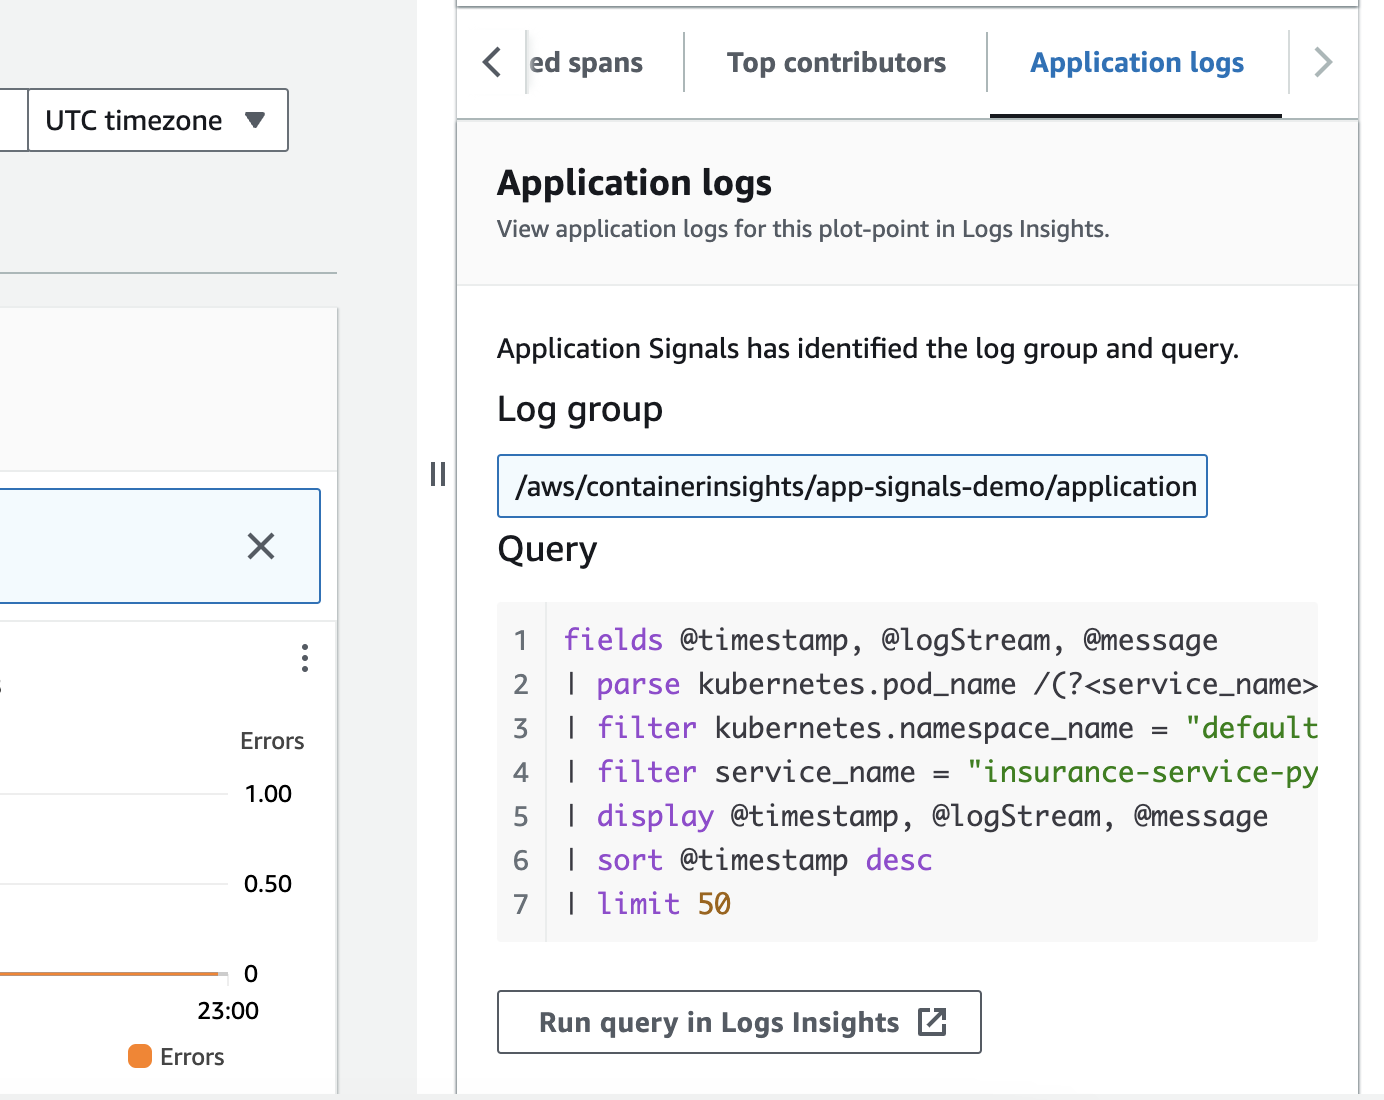 UTC timezone
Errors
1.00
0.50
0
23:00
Errors
ed spans
Top contributors
Application logs
Application logs
View application logs for this plot-point in Logs Insights.
Application Signals has identified the log group and query.
Log group
/aws/containerinsights/app-signals-demo/application
Query
1 fields @timestamp, @logStream, @message
2 | parse kubernetes.pod_name /(?<service_name>
3 | filter kubernetes.namespace_name = "default
4 | filter service_name = "insurance-service-py
5 | display @timestamp, @logStream, @message
6 | sort @timestamp desc
7 | limit 50
Run query in Logs Insights